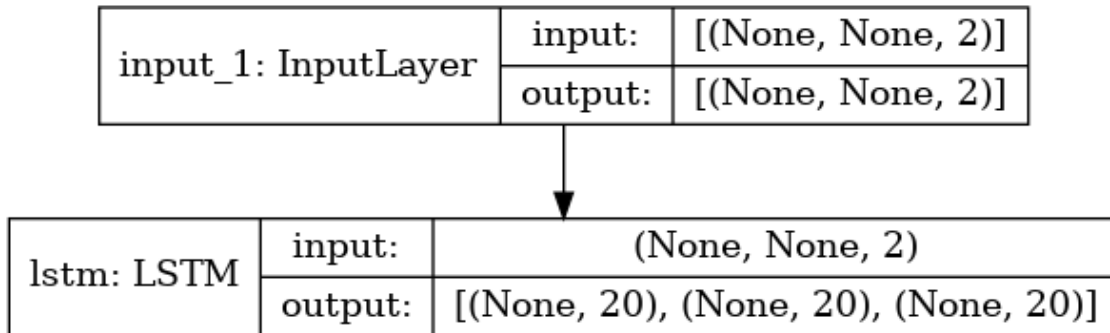 input_1: InputLayer
input: [(None, None, 2)]
output: [(None, None, 2)]
lstm: LSTM
input: (None, None, 2)
output: [(None, 20), (None, 20), (None, 20)]